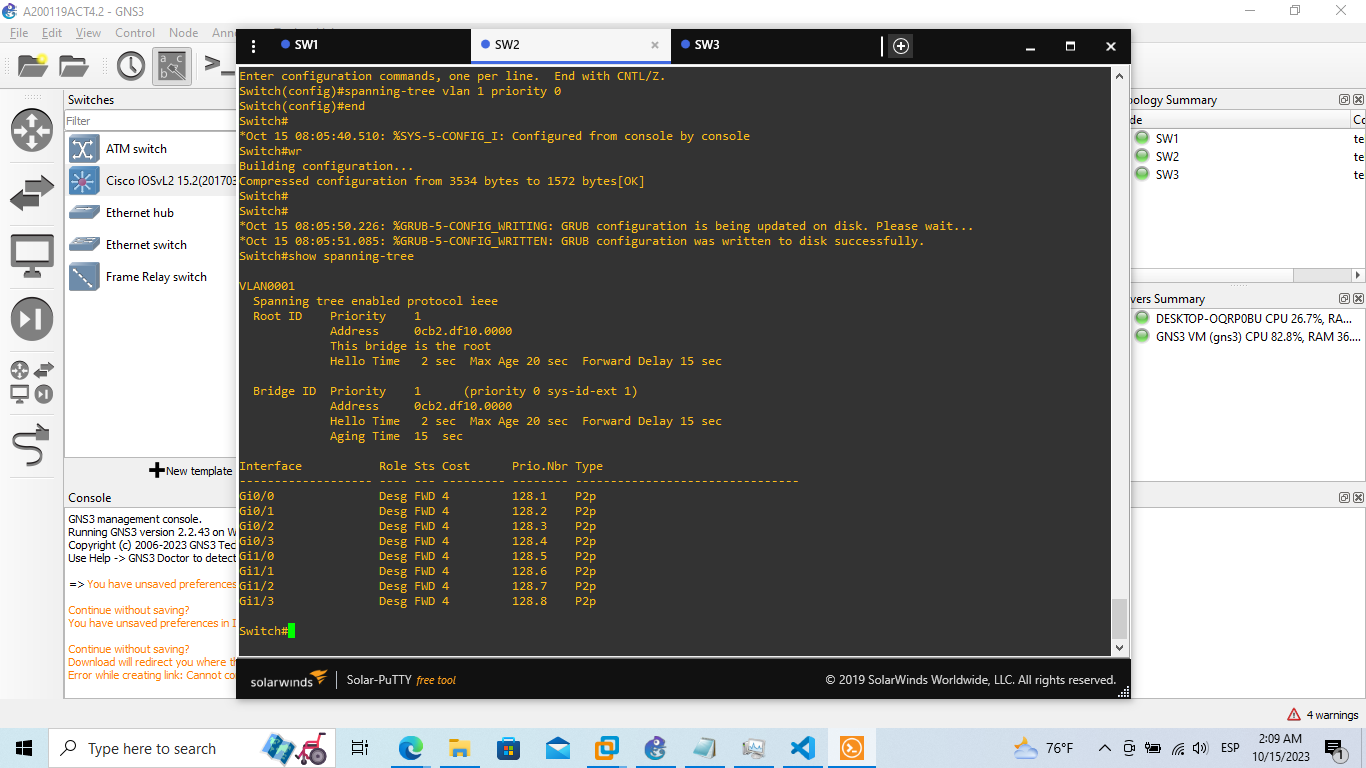 A200119ACT4.2 - GNS3
File Edit View Control Node Anno
SW1
SW2
SW3
Switches
Filter
ATM switch
Cisco IOSvL2 15.2(201703
Ethernet hub
Ethernet switch
Frame Relay switch
New template
Enter configuration commands, one per line.  End with CNTL/Z.
Switch(config)#spanning-tree vlan 1 priority 0
Switch(config)#end
Switch#
*Oct 15 08:05:40.510: %SYS-5-CONFIG_I: Configured from console by console
Switch#wr
Building configuration...
Compressed configuration from 3534 bytes to 1572 bytes[OK]
Switch#
Switch#
*Oct 15 08:05:50.226: %GRUB-5-CONFIG_WRITING: GRUB configuration is being updated on disk. Please wait...
*Oct 15 08:05:51.085: %GRUB-5-CONFIG_WRITTEN: GRUB configuration was written to disk successfully.
Switch#show spanning-tree
VLAN0001
Spanning tree enabled protocol ieee
Root ID    Priority    1
Address     0cb2.df10.0000
This bridge is the root
Hello Time   2 sec  Max Age 20 sec  Forward Delay 15 sec
Bridge ID  Priority    1      (priority 0 sys-id-ext 1)
Address     0cb2.df10.0000
Hello Time   2 sec  Max Age 20 sec  Forward Delay 15 sec
Aging Time  15  sec
Interface           Role Sts Cost      Prio.Nbr Type
------------------- ---- --- --------- -------- --------------------------------
Gi0/0               Desg FWD 4         128.1    P2p
Gi0/1               Desg FWD 4         128.2    P2p
Gi0/2               Desg FWD 4         128.3    P2p
Gi0/3               Desg FWD 4         128.4    P2p
Gi1/0               Desg FWD 4         128.5    P2p
Gi1/1               Desg FWD 4         128.6    P2p
Gi1/2               Desg FWD 4         128.7    P2p
Gi1/3               Desg FWD 4         128.8    P2p
Switch#
solarwinds
Solar-PuTTY free tool
© 2019 SolarWinds Worldwide, LLC. All rights reserved.
pology Summary
de Co
SW1 te
SW2 te
SW3 te
vers Summary
DESKTOP-OQRP0BU CPU 26.7%, RA...
GNS3 VM (gns3) CPU 82.8%, RAM 36....
Console
GNS3 management console.
Running GNS3 version 2.2.43 on W
Copyright (c) 2006-2023 GNS3 Tec
Use Help -> GNS3 Doctor to detect
=> You have unsaved preferences
Continue without saving?
You have unsaved preferences in I
Continue without saving?
Download will redirect you where th
Error while creating link: Cannot co
4 warnings
Type here to search
76°F
ESP
2:09 AM
10/15/2023
1